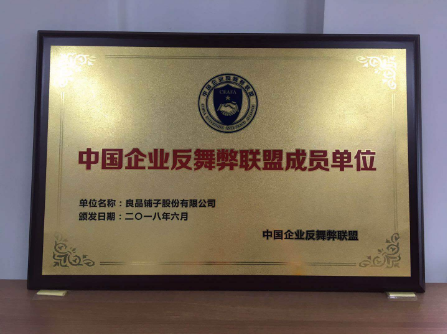 中国企业反舞弊联盟成员单位
单位名称：良品铺子股份有限公司
颁发日期：二〇一八年六月
中国企业反舞弊联盟